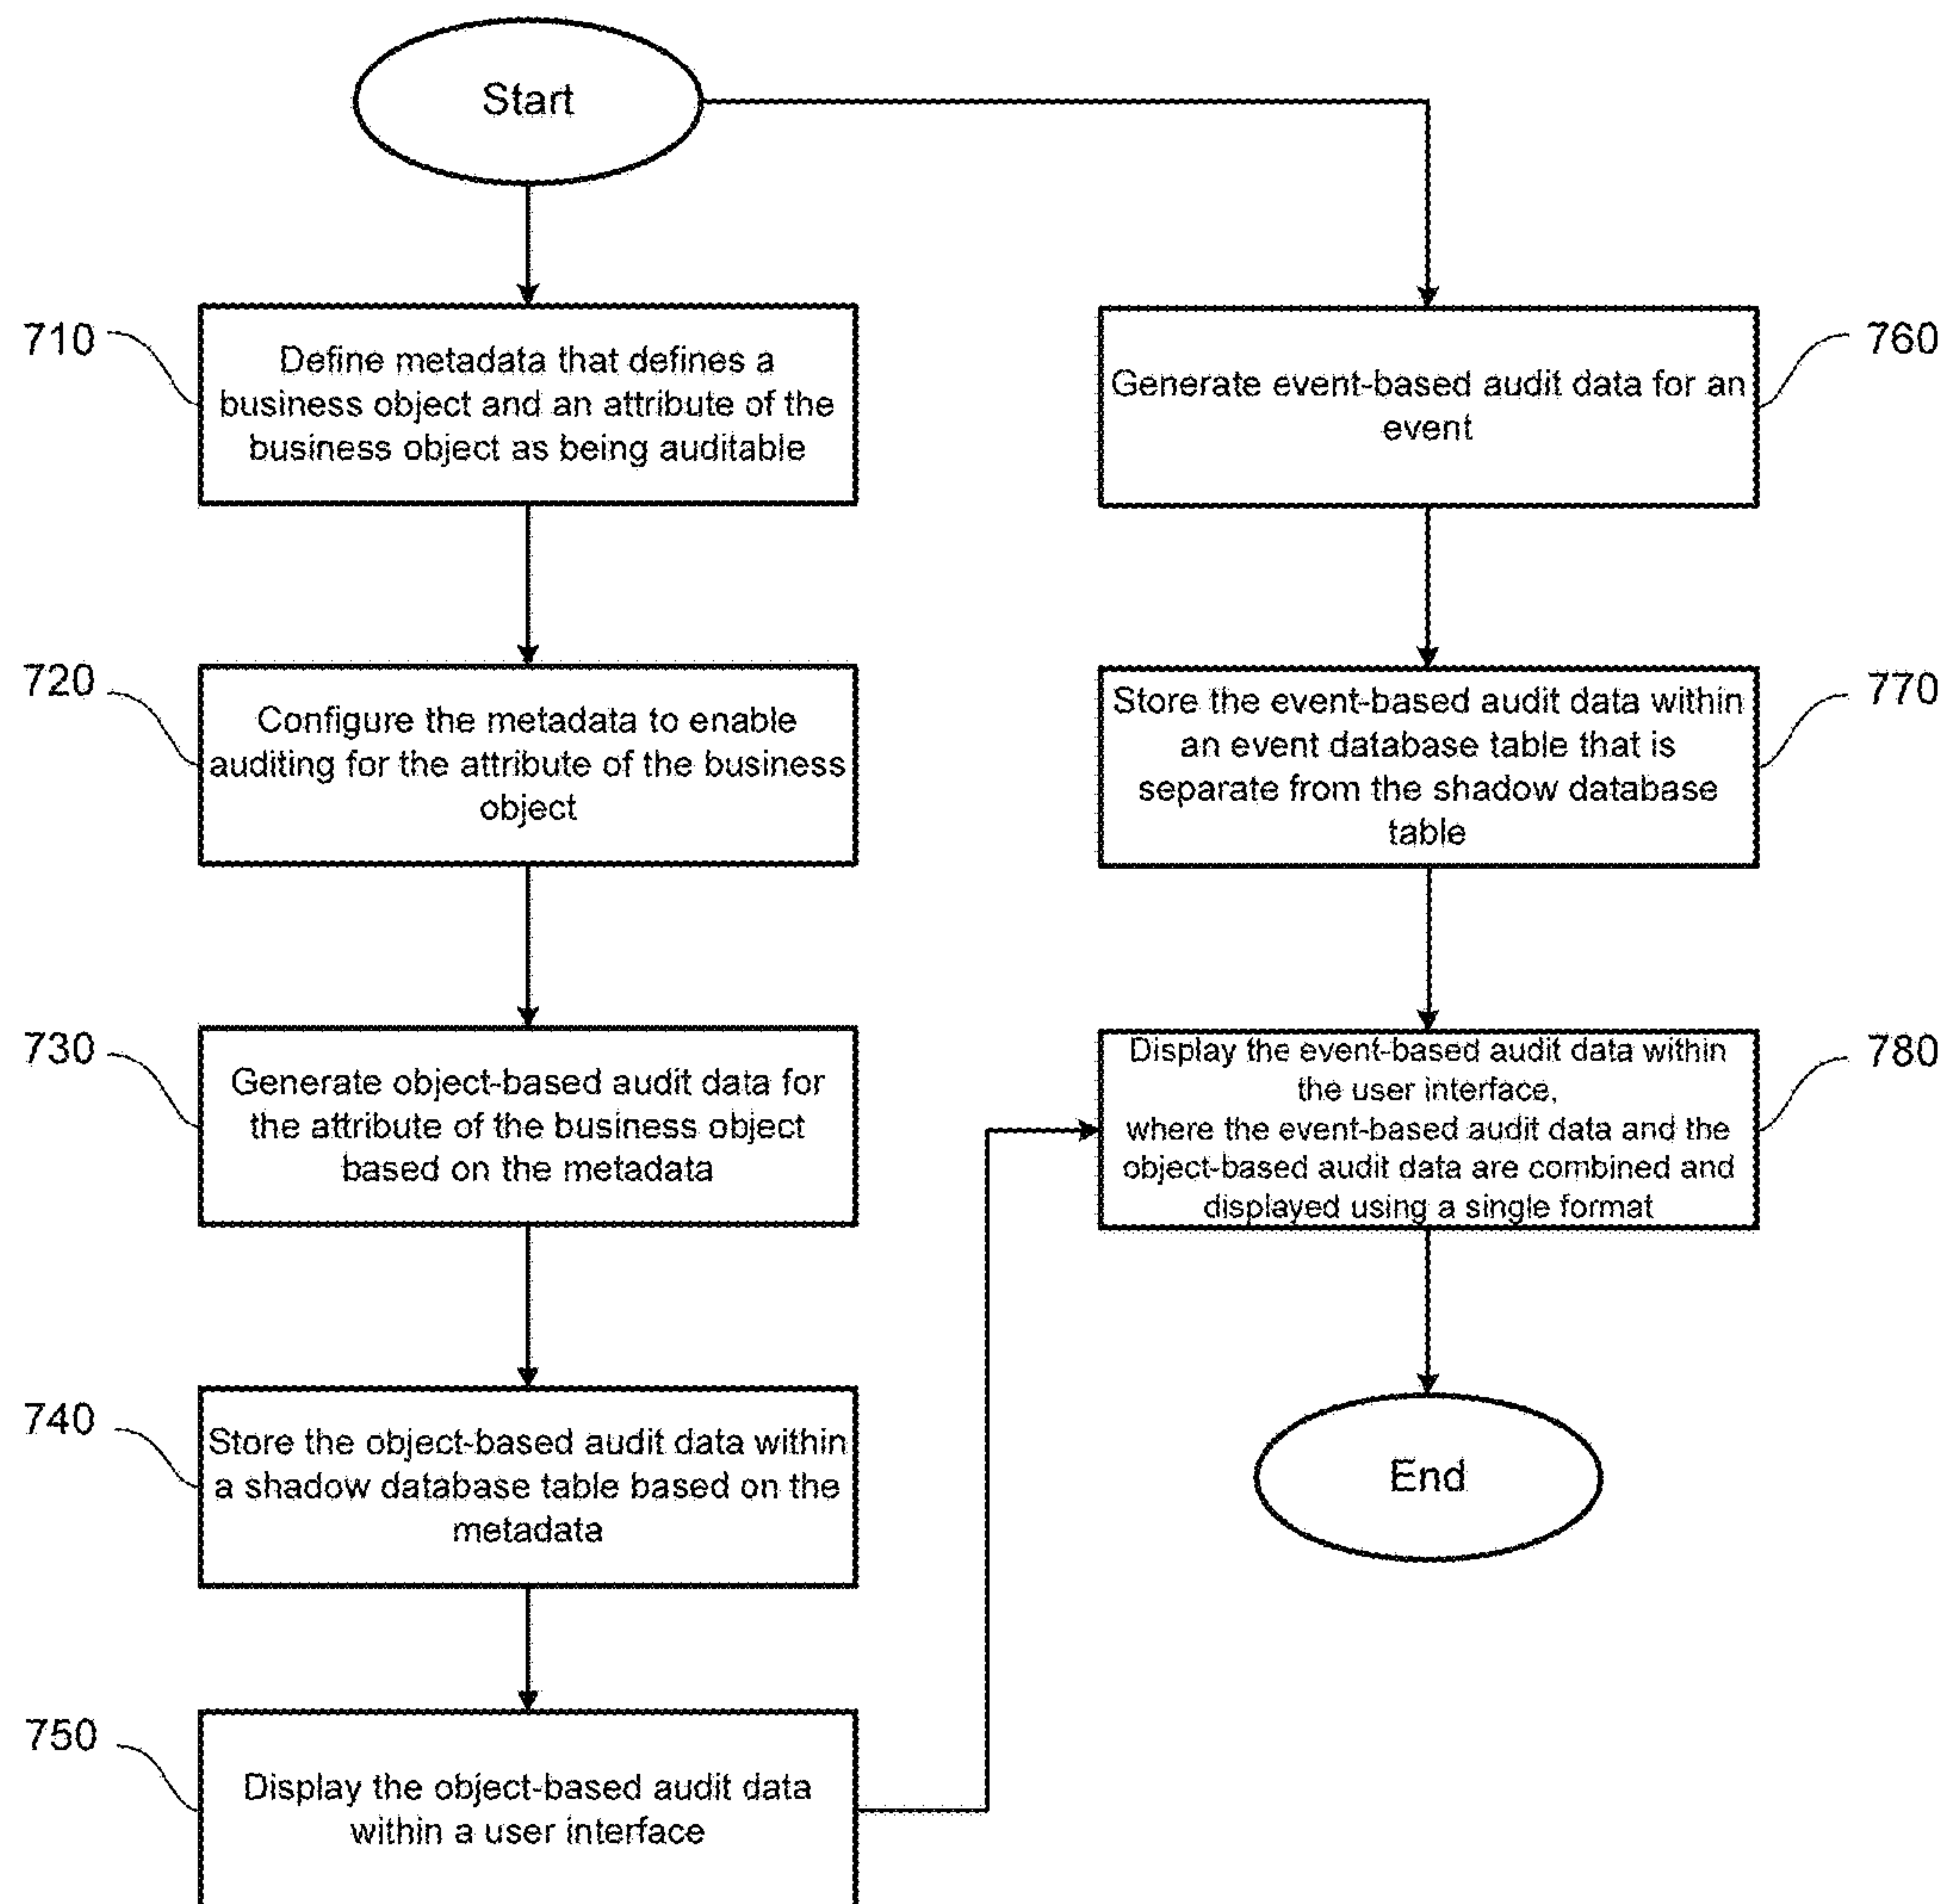 Start
710
Define metadata that defines a
business object and an attribute of the
business object as being auditable
720
Configure the metadata to enable
auditing for the attribute of the business
object
730
Generate object-based audit data for
the attribute of the business object
based on the metadata
740
Store the object-based audit data within
a shadow database table based on the
metadata
750
Display the object-based audit data
within a user interface
760
Generate event-based audit data for an
event
770
Store the event-based audit data within
an event database table that is
separate from the shadow database
table
780
Display the event-based audit data within
the user interface,
where the event-based audit data and the
object-based audit data are combined and
displayed using a single format
End